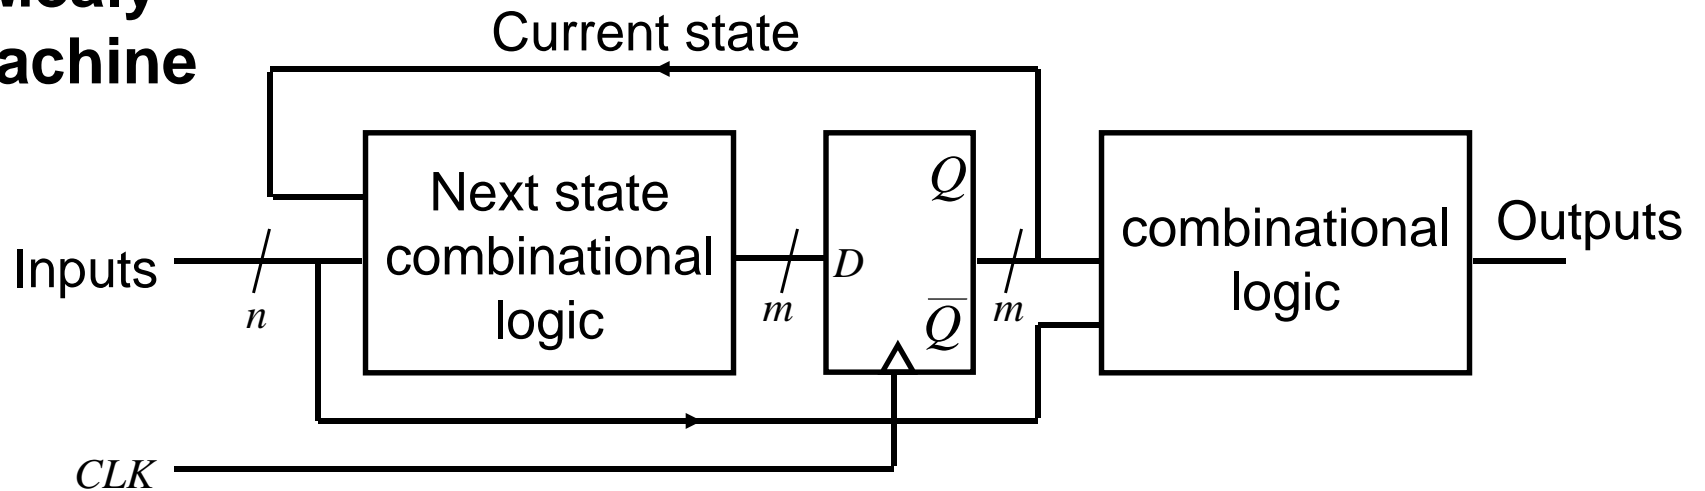 achine
Current state
Next state
combinational
logic
Q
D
Q̅
combinational
logic
Outputs
Inputs
n
m
m
CLK